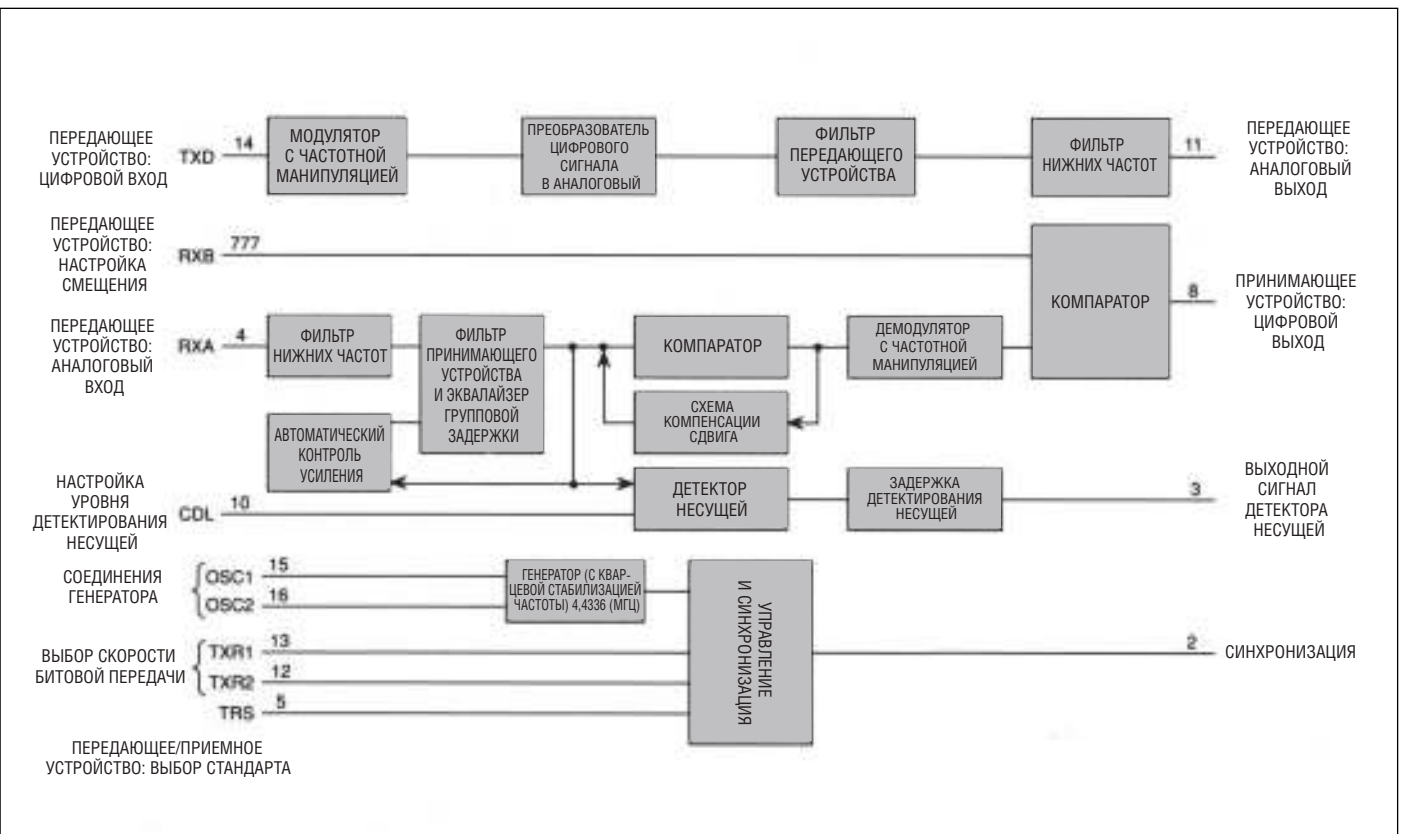 ПЕРЕДАЮЩЕЕ
УСТРОЙСТВО:
ЦИФРОВОЙ ВХОД
TXD
14
МОДУЛЯТОР
С ЧАСТОТНОЙ
МАНИПУЛЯЦИЕЙ
ПРЕОБРАЗОВАТЕЛЬ
ЦИФРОВОГО
СИГНАЛА
В АНАЛОГОВЫЙ
ФИЛЬТР
ПЕРЕДАЮЩЕГО
УСТРОЙСТВА
ФИЛЬТР
НИЖНИХ ЧАСТОТ
11
ПЕРЕДАЮЩЕЕ
УСТРОЙСТВО:
АНАЛОГОВЫЙ
ВЫХОД
ПЕРЕДАЮЩЕЕ
УСТРОЙСТВО:
НАСТРОЙКА
СМЕЩЕНИЯ
RXB
777
КОМПАРАТОР
8
ПРИНИМАЮЩЕЕ
УСТРОЙСТВО:
ЦИФРОВОЙ
ВЫХОД
ПЕРЕДАЮЩЕЕ
УСТРОЙСТВО:
АНАЛОГОВЫЙ
ВХОД
RXA
4
ФИЛЬТР
НИЖНИХ ЧАСТОТ
ФИЛЬТР
ПРИНИМАЮЩЕГО
УСТРОЙСТВА
И ЭКВАЛАЙЗЕР
ГРУППОВОЙ
ЗАДЕРЖКИ
КОМПАРАТОР
ДЕМОДУЛЯТОР
С ЧАСТОТНОЙ
МАНИПУЛЯЦИЕЙ
СХЕМА
КОМПЕНСАЦИИ
СДВИГА
АВТОМАТИЧЕСКИЙ
КОНТРОЛЬ
УСИЛЕНИЯ
НАСТРОЙКА
УРОВНЯ
ДЕТЕКТИРОВАНИЯ
НЕСУЩЕЙ
CDL
10
ДЕТЕКТОР
НЕСУЩЕЙ
ЗАДЕРЖКА
ДЕТЕКТИРОВАНИЯ
НЕСУЩЕЙ
3
ВЫХОДНОЙ
СИГНАЛ
ДЕТЕКТОРА
НЕСУЩЕЙ
СОЕДИНЕНИЯ
ГЕНЕРАТОРА
OSC1
15
OSC2
16
ГЕНЕРАТОР (С КВАР-
ЦЕВОЙ СТАБИЛИЗАЦИЕЙ
ЧАСТОТЫ) 4,4336 (МГЦ)
УПРАВЛЕНИЕ
И СИНХРОНИЗАЦИЯ
ВЫБОР СКОРОСТИ
БИТОВОЙ ПЕРЕДАЧИ
TXR1
13
TXR2
12
TRS
5
2
СИНХРОНИЗАЦИЯ
ПЕРЕДАЮЩЕЕ/ПРИЕМНОЕ
УСТРОЙСТВО: ВЫБОР СТАНДАРТА